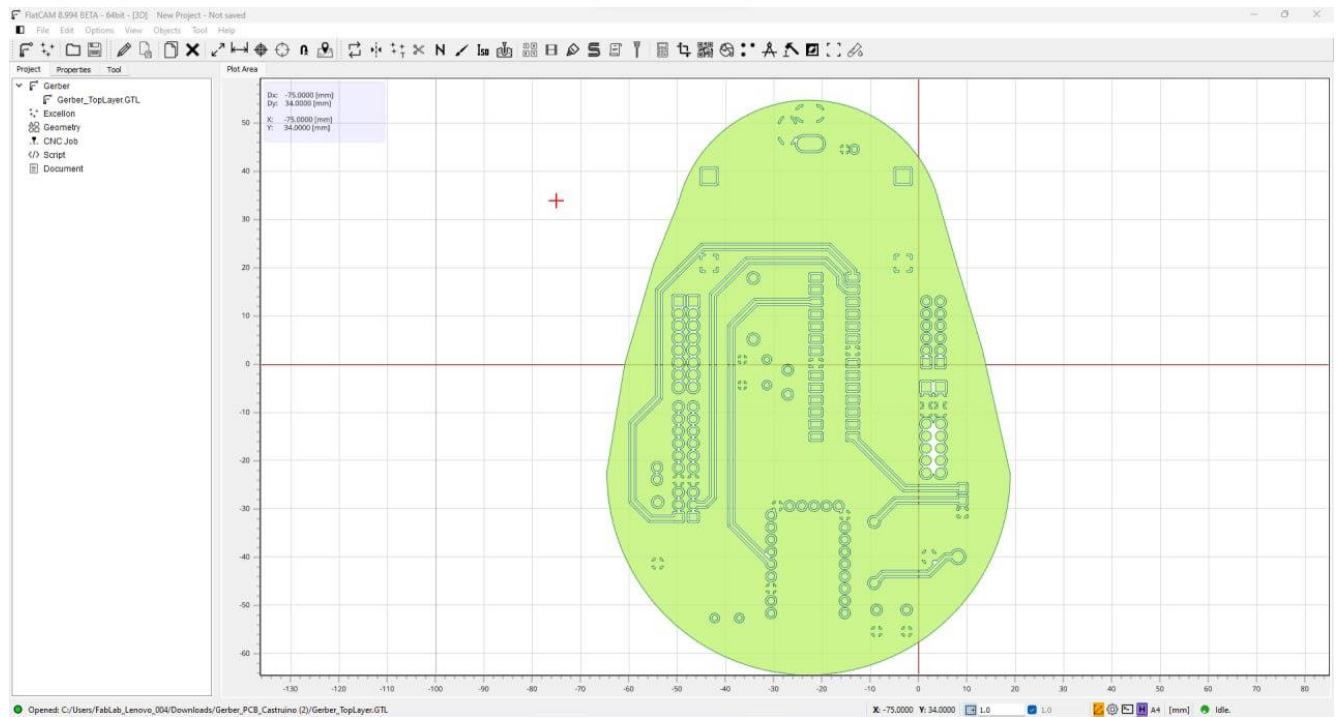 FlatCAM 8.994 BETA - 64bit - [3D]    New Project - Not saved
File Edit Options View Objects Tool Help
Project Properties Tool
Plot Area
Gerber
Gerber_TopLayer.GTL
Excellon
Geometry
CNC Job
Script
Document
Dx: -75.0000 [mm]
Dy: 34.0000 [mm]
X: -75.0000 [mm]
Y: 34.0000 [mm]
50
40
30
20
10
0
-10
-20
-30
-40
-50
-60
-130 -120 -110 -100 -90 -80 -70 -60 -50 -40 -30 -20 -10 0 10 20 30 40 50 60 70 80
Opened: C:/Users/FabLab_Lenovo_004/Downloads/Gerber_PCB_Castruino (2)/Gerber_TopLayer.GTL
X: -75.0000 Y: 34.0000 1.0 1.0 H A4 [mm] Idle.